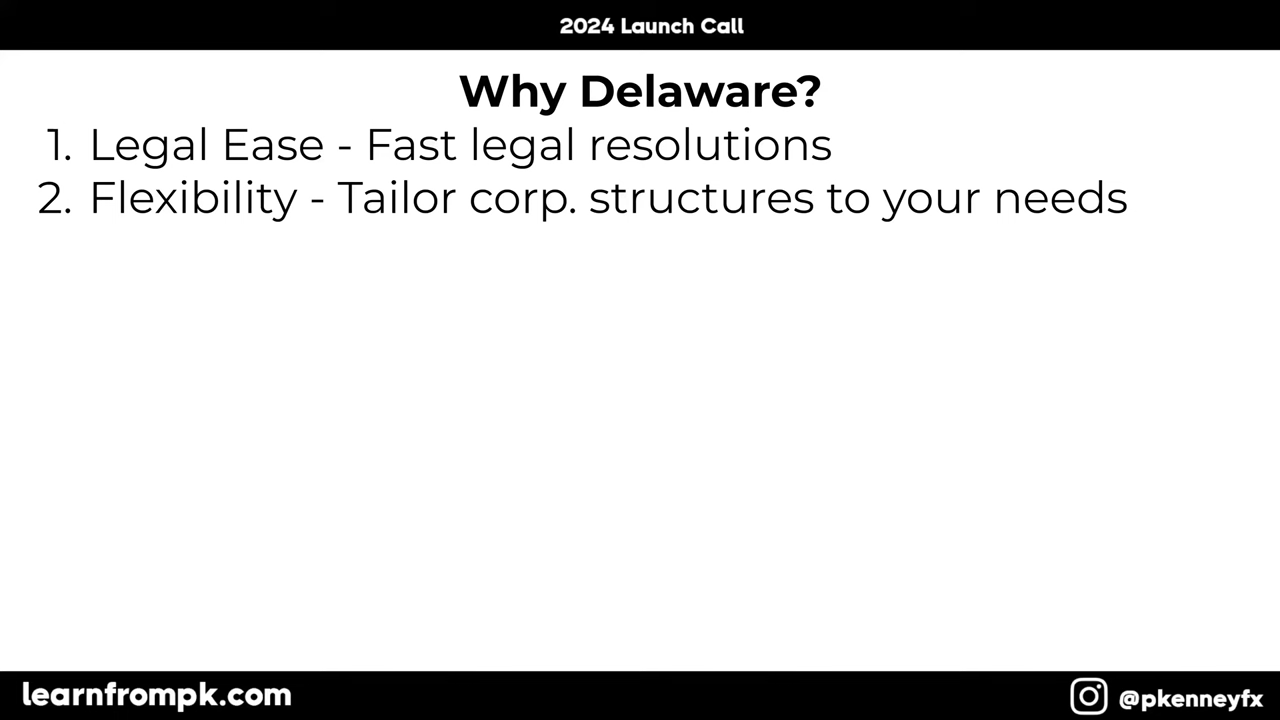 2024 Launch Call
Why Delaware?
1. Legal Ease - Fast legal resolutions
2. Flexibility - Tailor corp. structures to your needs
learnfrompk.com
@pkenneyfx